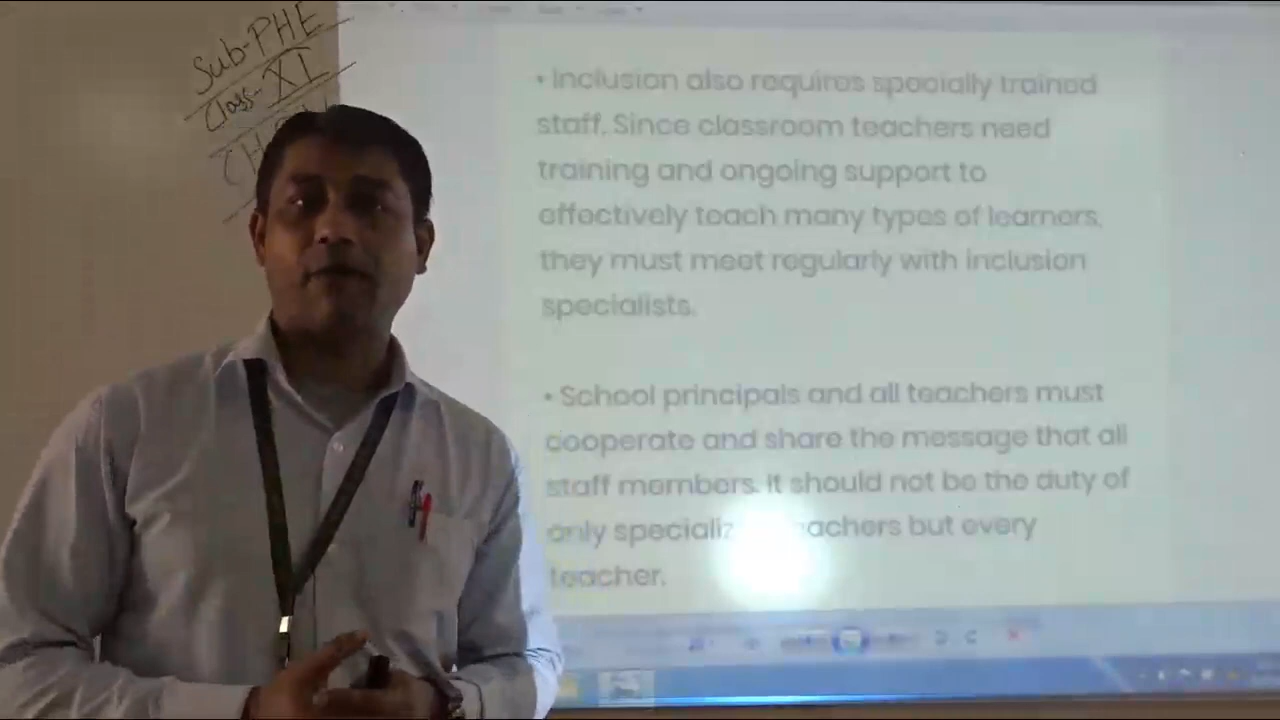 Sub-PHE
Class-XI
• Inclusion also requires specially trained
staff. Since classroom teachers need
training and ongoing support to
effectively teach many types of learners,
they must meet regularly with inclusion
specialists.
• School principals and all teachers must
cooperate and share the message that all
staff members. It should not be the duty of
only but every
teacher.